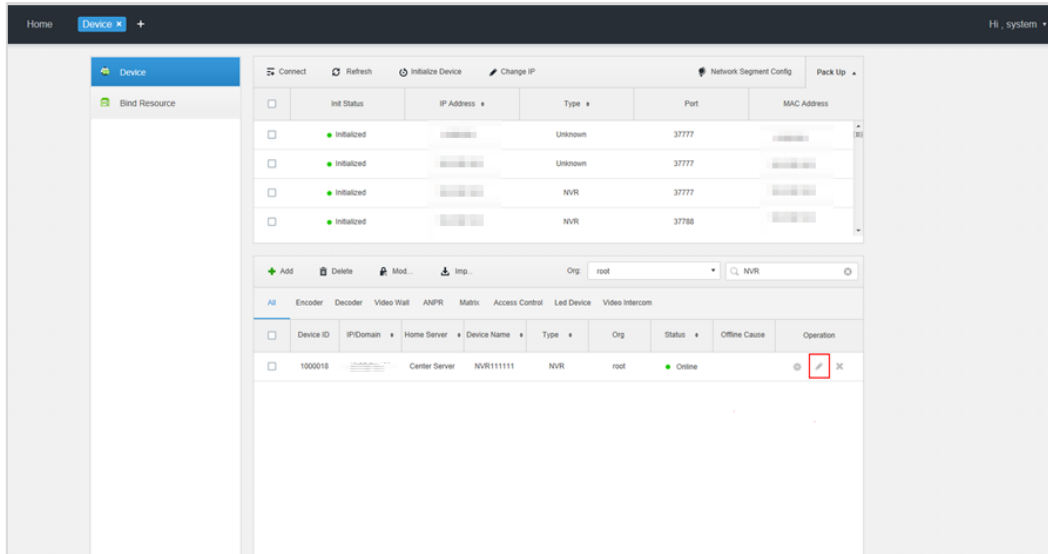 Home Device × + Hi , system
Device
Bind Resource
Connect Refresh Initialize Device Change IP Network Segment Config Pack Up
Init Status IP Address Type Port MAC Address
Initialized Unknown 37777
Initialized Unknown 37777
Initialized NVR 37777
Initialized NVR 37788
Add Delete Mod... Imp... Org: root NVR
All Encoder Decoder Video Wall ANPR Matrix Access Control Led Device Video Intercom
Device ID IP/Domain Home Server Device Name Type Org Status Offline Cause Operation
1000018 Center Server NVR111111 NVR root Online